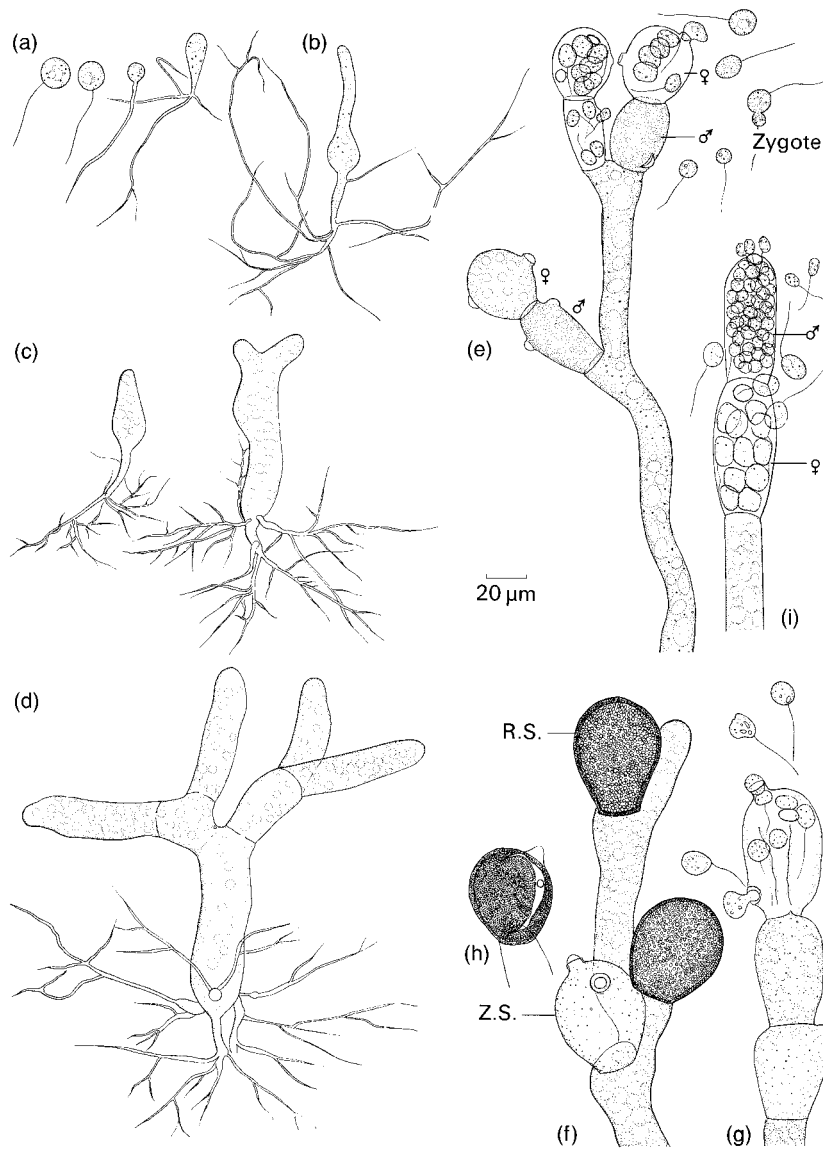 (a)
(b)
♀
♂
Zygote
♀
♂
(e)
(c)
♂
♀
20 µm
(i)
(d)
R.S.
(h)
Z.S.
(f)
(g)